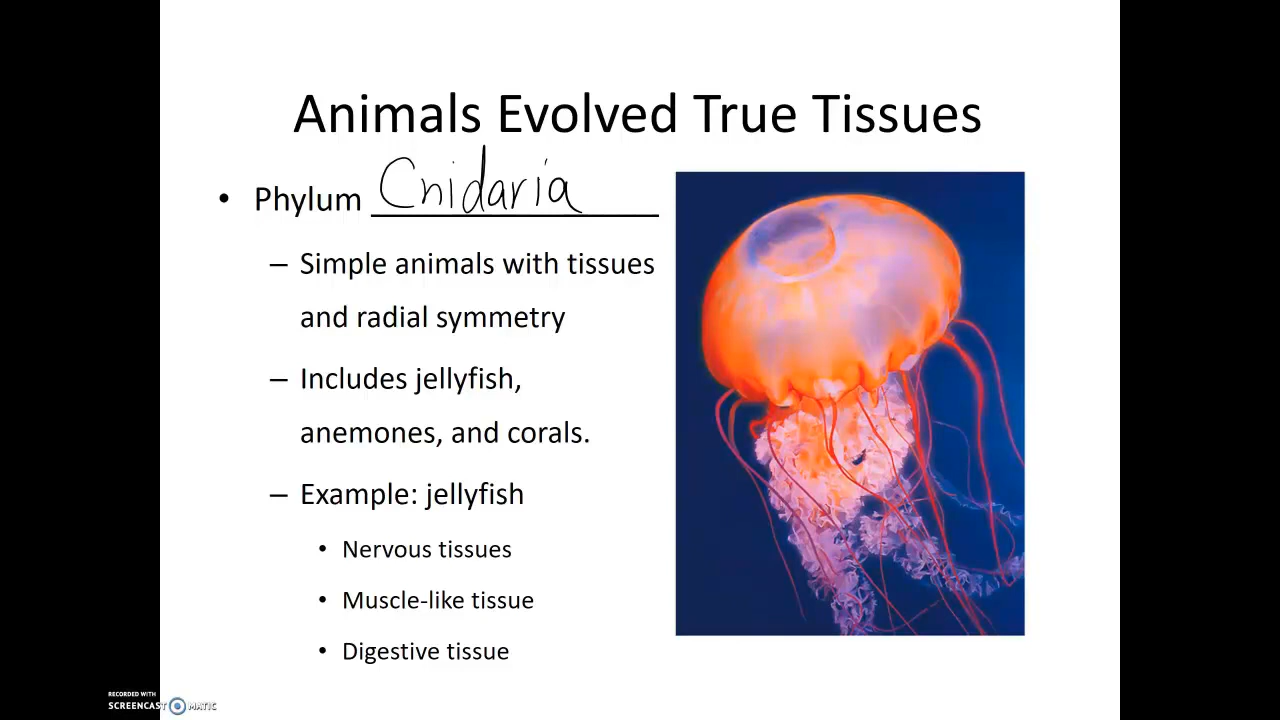 Animals Evolved True Tissues
• Phylum Cnidaria
– Simple animals with tissues
and radial symmetry
– Includes jellyfish,
anemones, and corals.
– Example: jellyfish
• Nervous tissues
• Muscle-like tissue
• Digestive tissue
RECORDED WITH
SCREENCAST MATIC